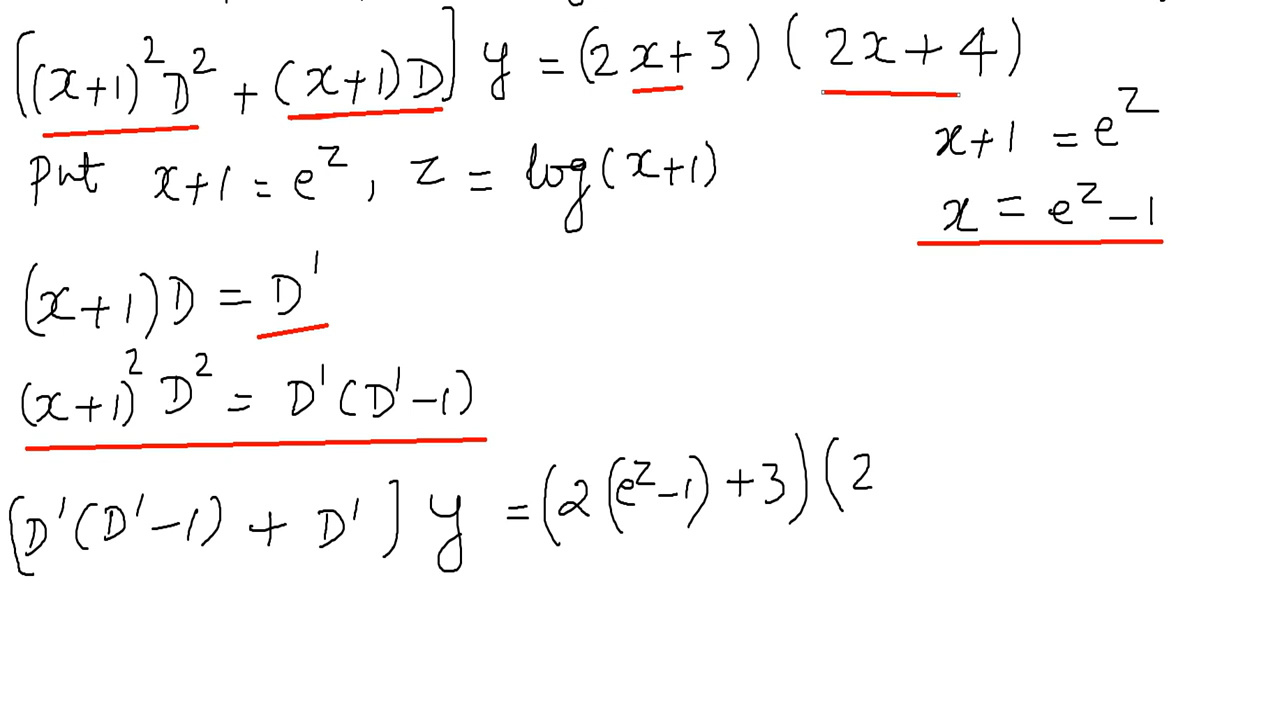 [(x+1)²D² + (x+1)D] y = (2x+3)(2x+4)
x+1 = e^z
Put x+1 = e^z, z = log(x+1)
x = e^z − 1
(x+1)D = D'
(x+1)² D² = D'(D'−1)
[D'(D'−1) + D'] y = (2(e^z−1)+3)(2